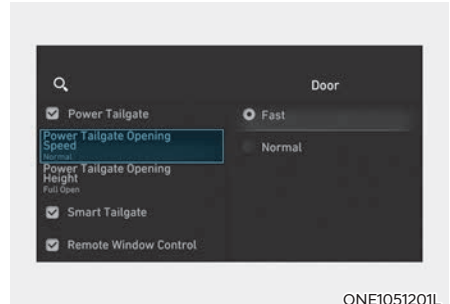 Door
Power Tailgate
Power Tailgate Opening
Speed
Normal
Power Tailgate Opening
Height
Full Open
Smart Tailgate
Remote Window Control
Fast
Normal
ONE1051201L